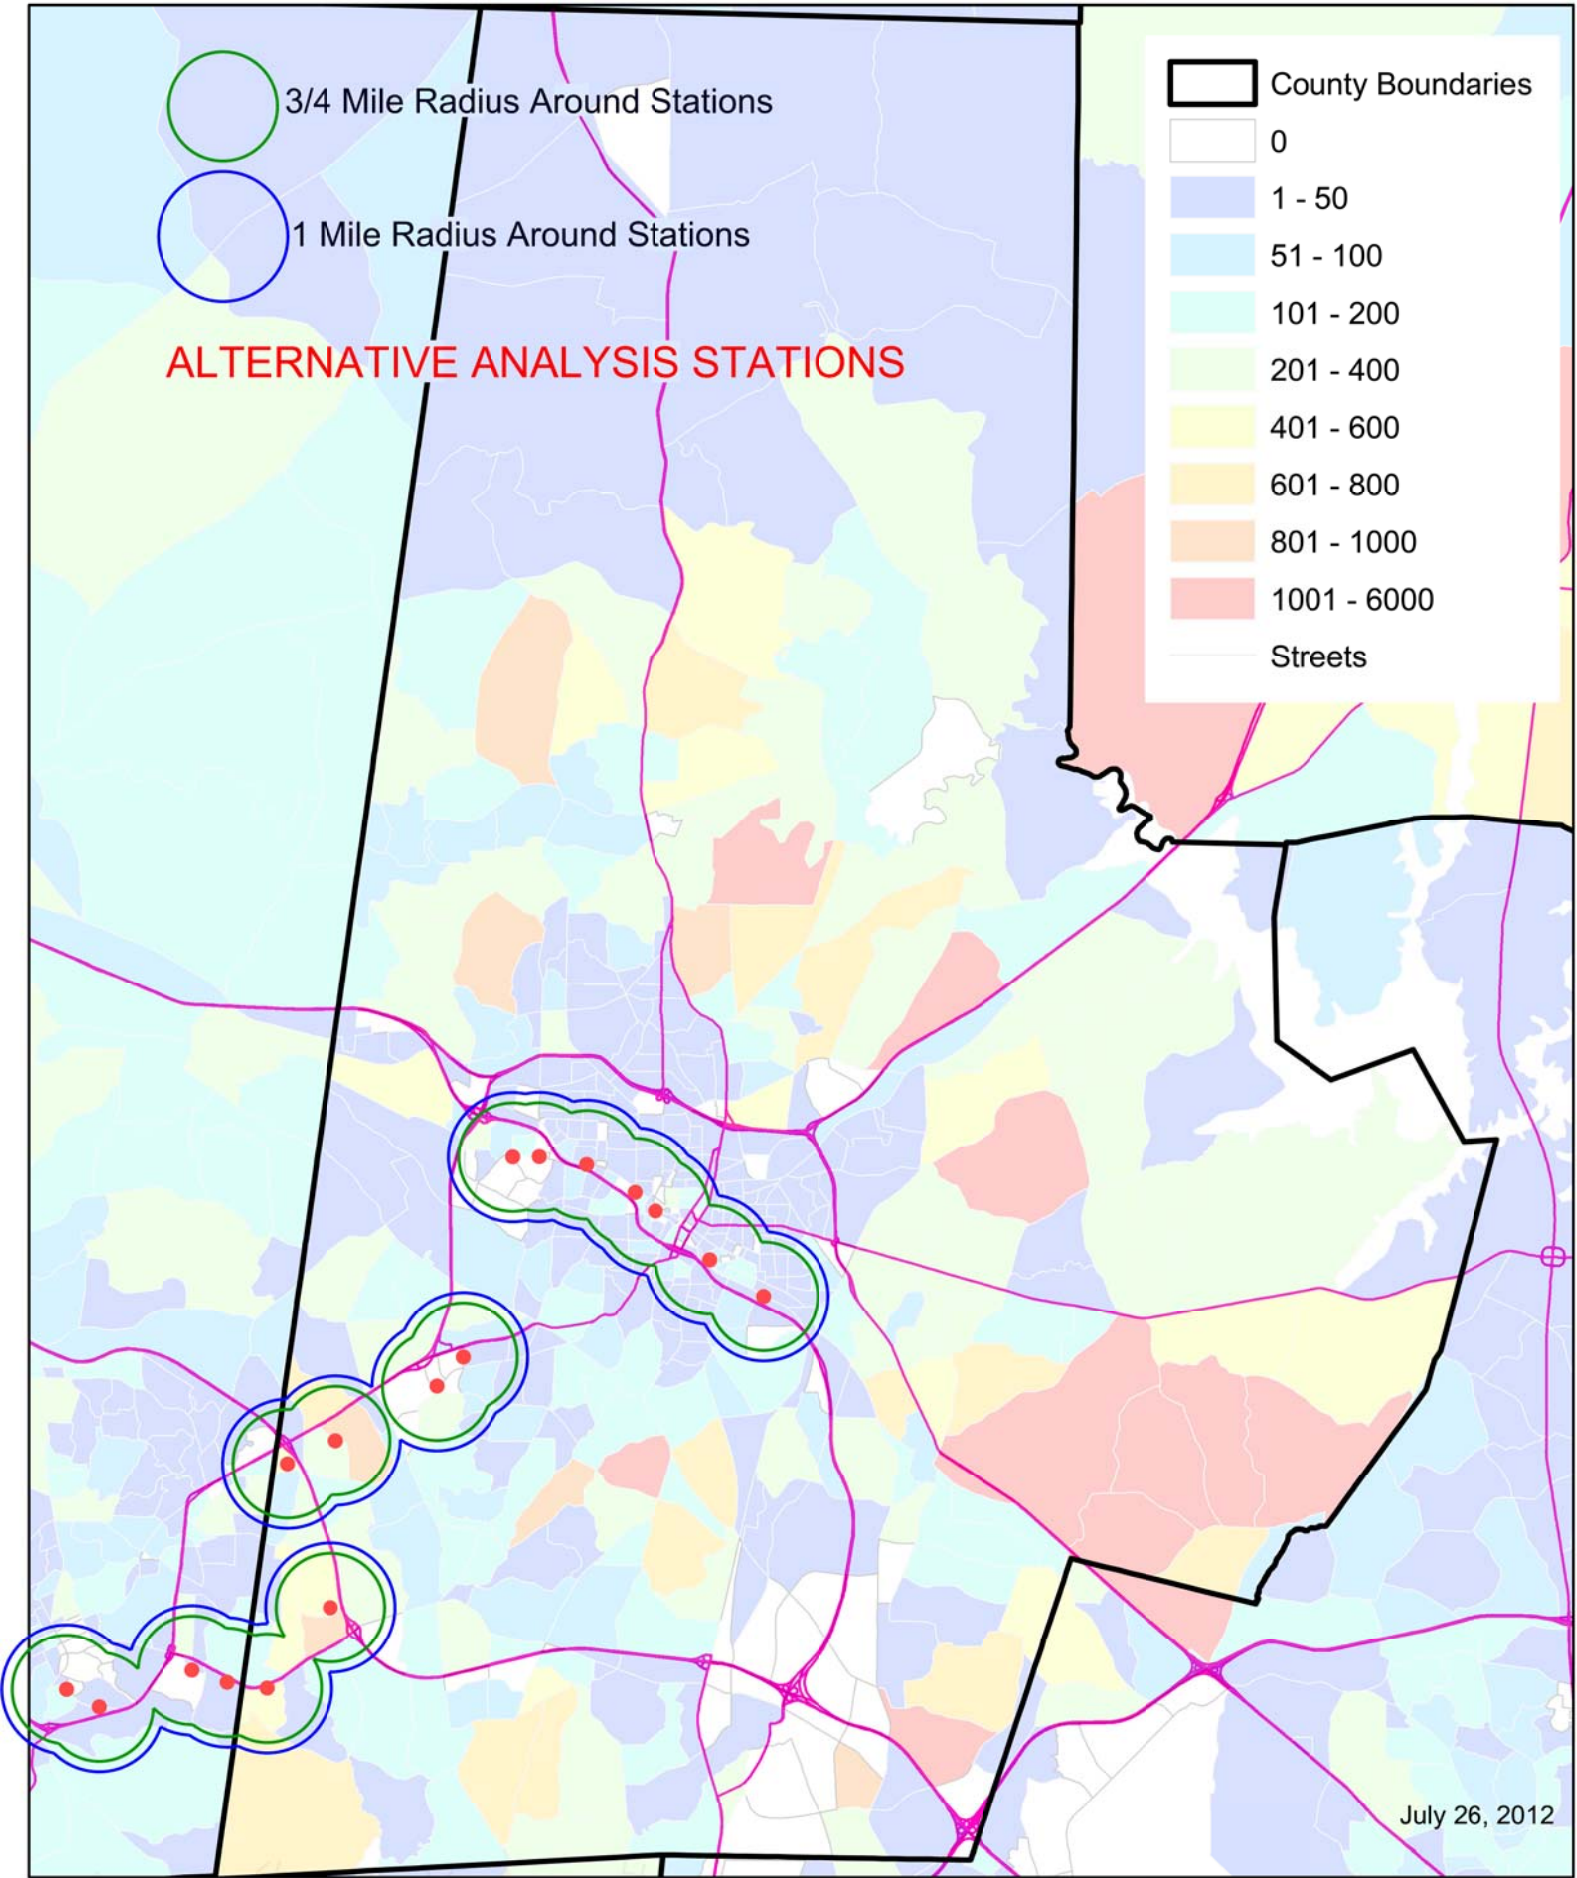 3/4 Mile Radius Around Stations
1 Mile Radius Around Stations
ALTERNATIVE ANALYSIS STATIONS
County Boundaries
0
1 - 50
51 - 100
101 - 200
201 - 400
401 - 600
601 - 800
801 - 1000
1001 - 6000
Streets
July 26, 2012